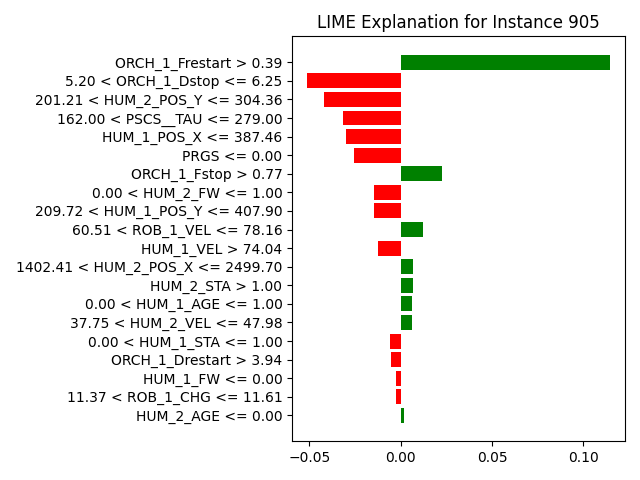 LIME Explanation for Instance 905
ORCH_1_Frestart > 0.39
5.20 < ORCH_1_Dstop <= 6.25
201.21 < HUM_2_POS_Y <= 304.36
162.00 < PSCS__TAU <= 279.00
HUM_1_POS_X <= 387.46
PRGS <= 0.00
ORCH_1_Fstop > 0.77
0.00 < HUM_2_FW <= 1.00
209.72 < HUM_1_POS_Y <= 407.90
60.51 < ROB_1_VEL <= 78.16
HUM_1_VEL > 74.04
1402.41 < HUM_2_POS_X <= 2499.70
HUM_2_STA > 1.00
0.00 < HUM_1_AGE <= 1.00
37.75 < HUM_2_VEL <= 47.98
0.00 < HUM_1_STA <= 1.00
ORCH_1_Drestart > 3.94
HUM_1_FW <= 0.00
11.37 < ROB_1_CHG <= 11.61
HUM_2_AGE <= 0.00
−0.05 0.00 0.05 0.10